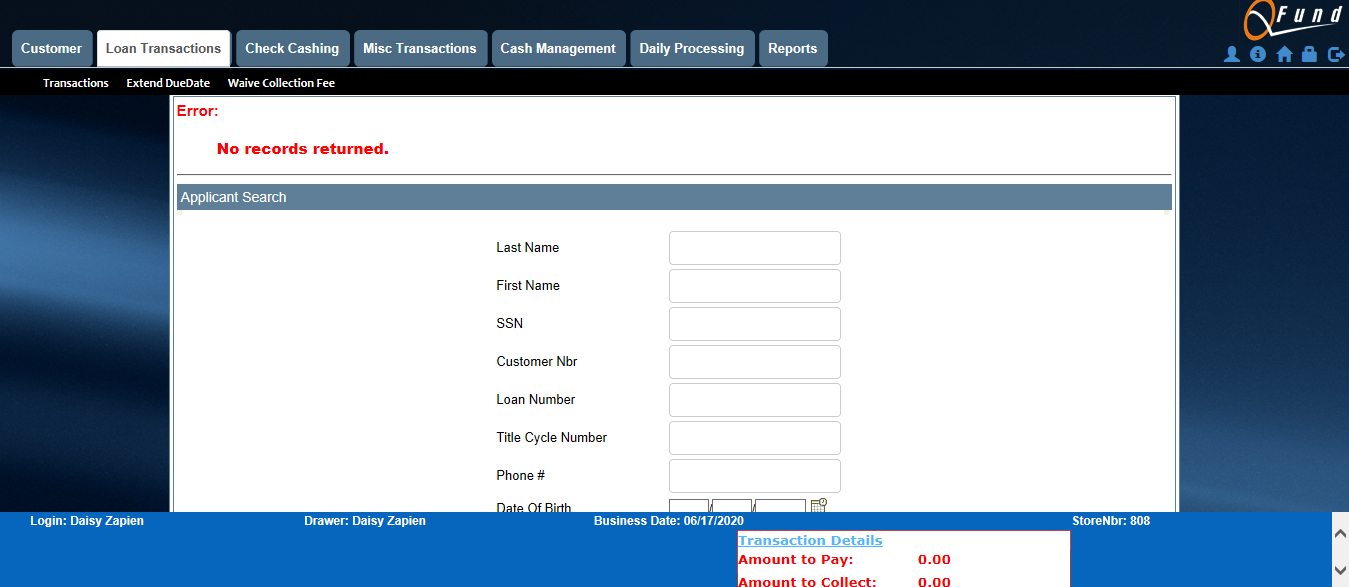 QFund
Customer Loan Transactions Check Cashing Misc Transactions Cash Management Daily Processing Reports
Transactions Extend DueDate Waive Collection Fee
Error:
No records returned.
Applicant Search
Last Name
First Name
SSN
Customer Nbr
Loan Number
Title Cycle Number
Phone #
Date Of Birth / /
Login: Daisy Zapien Drawer: Daisy Zapien Business Date: 06/17/2020 StoreNbr: 808
Transaction Details
Amount to Pay: 0.00
Amount to Collect: 0.00